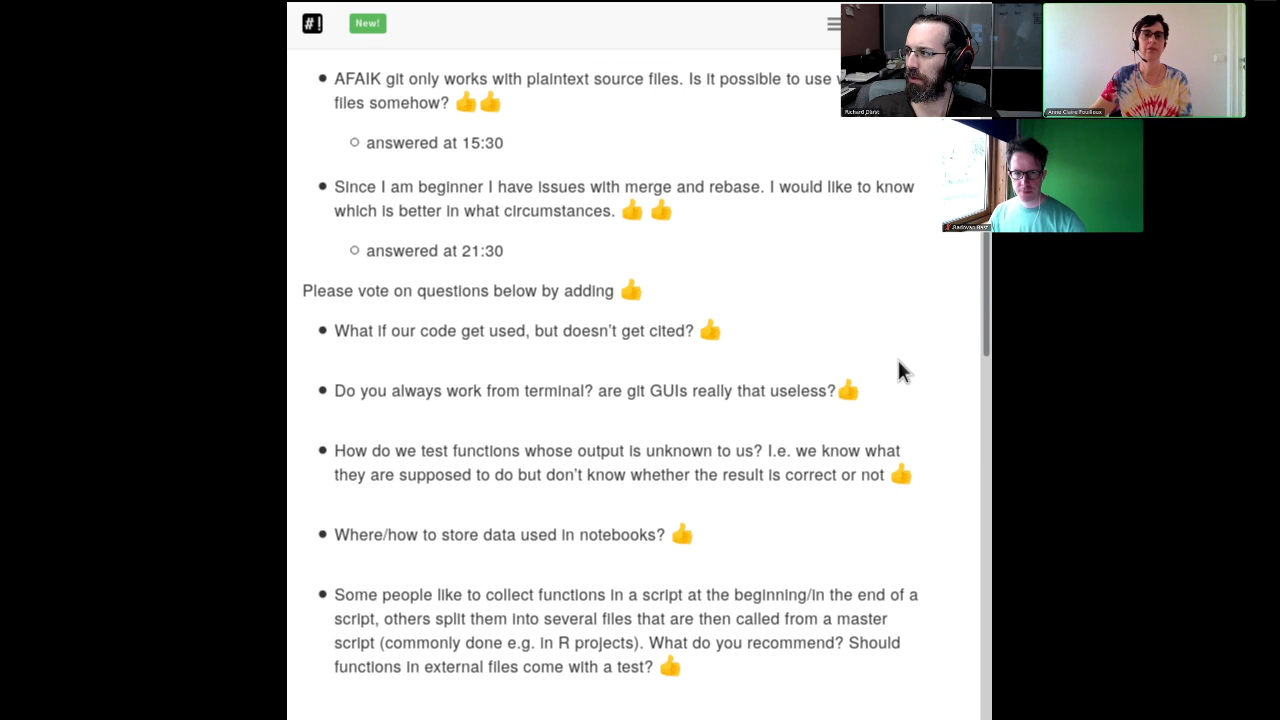 #!
New!
AFAIK git only works with plaintext source files. Is it possible to use
files somehow? 👍👍
answered at 15:30
Since I am beginner I have issues with merge and rebase. I would like to know
which is better in what circumstances. 👍 👍
answered at 21:30
Please vote on questions below by adding 👍
What if our code get used, but doesn't get cited? 👍
Do you always work from terminal? are git GUIs really that useless?👍
How do we test functions whose output is unknown to us? I.e. we know what
they are supposed to do but don't know whether the result is correct or not 👍
Where/how to store data used in notebooks? 👍
Some people like to collect functions in a script at the beginning/in the end of a
script, others split them into several files that are then called from a master
script (commonly done e.g. in R projects). What do you recommend? Should
functions in external files come with a test? 👍
Richard Darst
Anne Claire Fouilloux
Radovan Bast